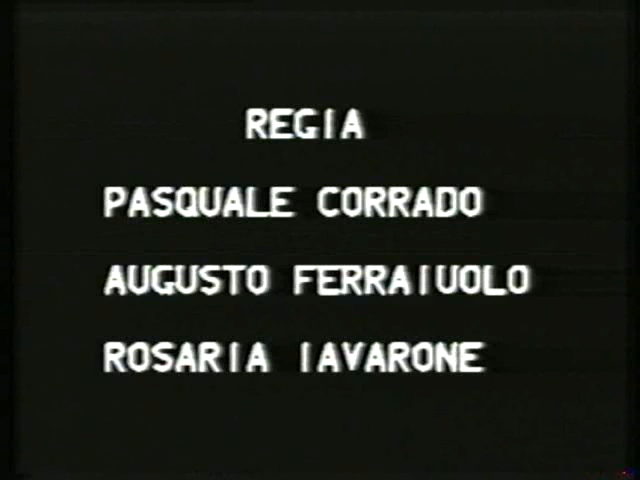 REGIA
PASQUALE CORRADO
AUGUSTO FERRAIUOLO
ROSARIA IAVARONE